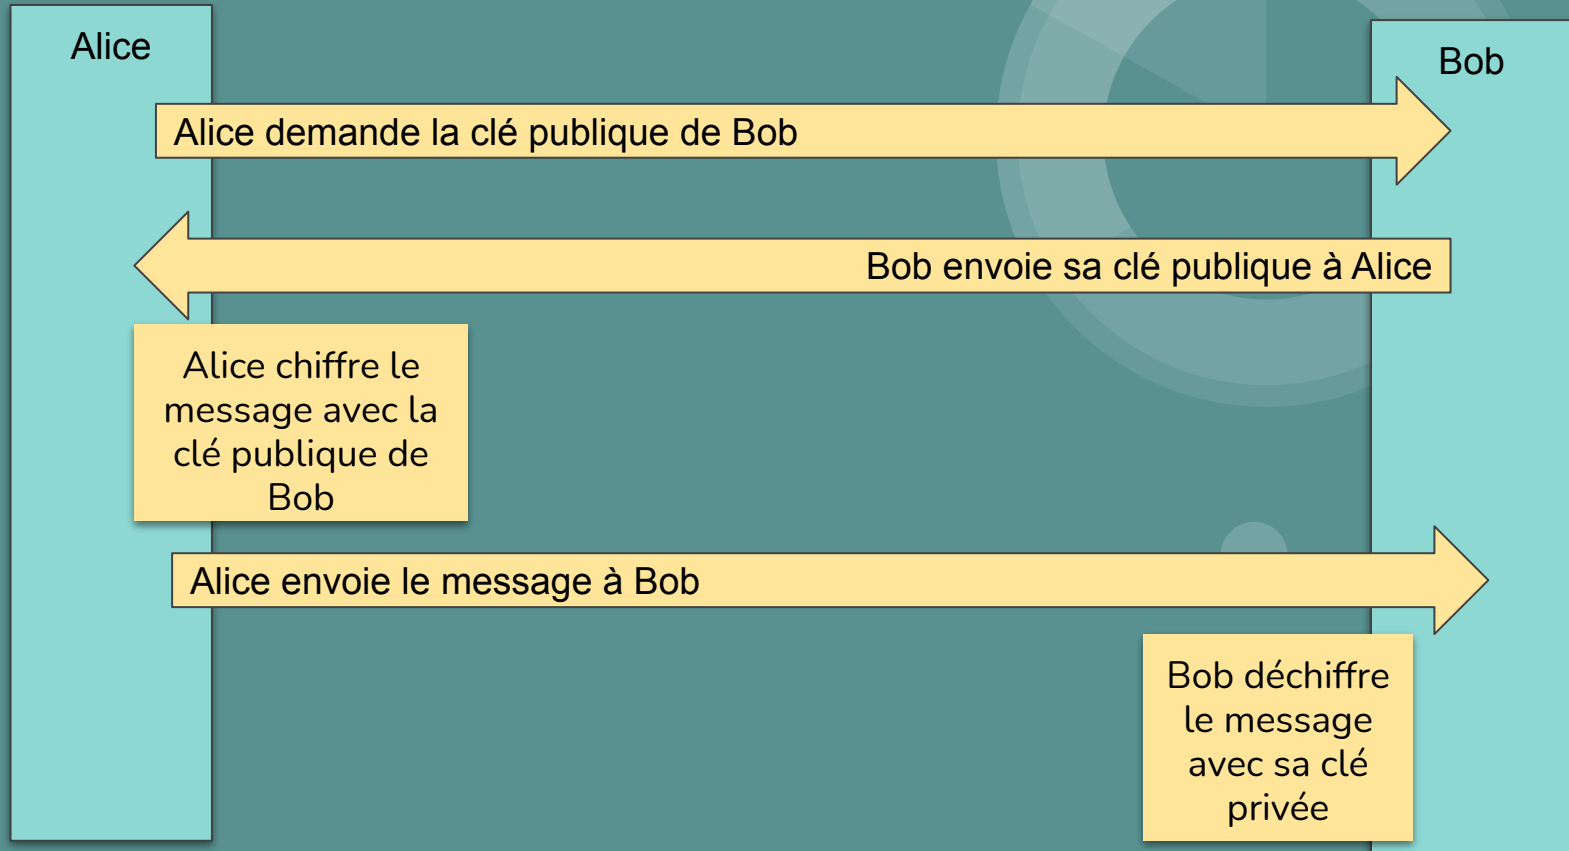 Alice
Bob
Alice demande la clé publique de Bob
Bob envoie sa clé publique à Alice
Alice chiffre le
message avec la
clé publique de
Bob
Alice envoie le message à Bob
Bob déchiffre
le message
avec sa clé
privée